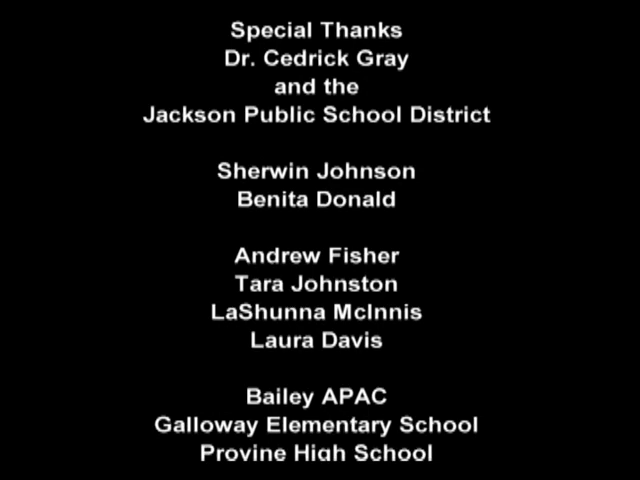 Special Thanks
Dr. Cedrick Gray
and the
Jackson Public School District
Sherwin Johnson
Benita Donald
Andrew Fisher
Tara Johnston
LaShunna McInnis
Laura Davis
Bailey APAC
Galloway Elementary School
Provine High School